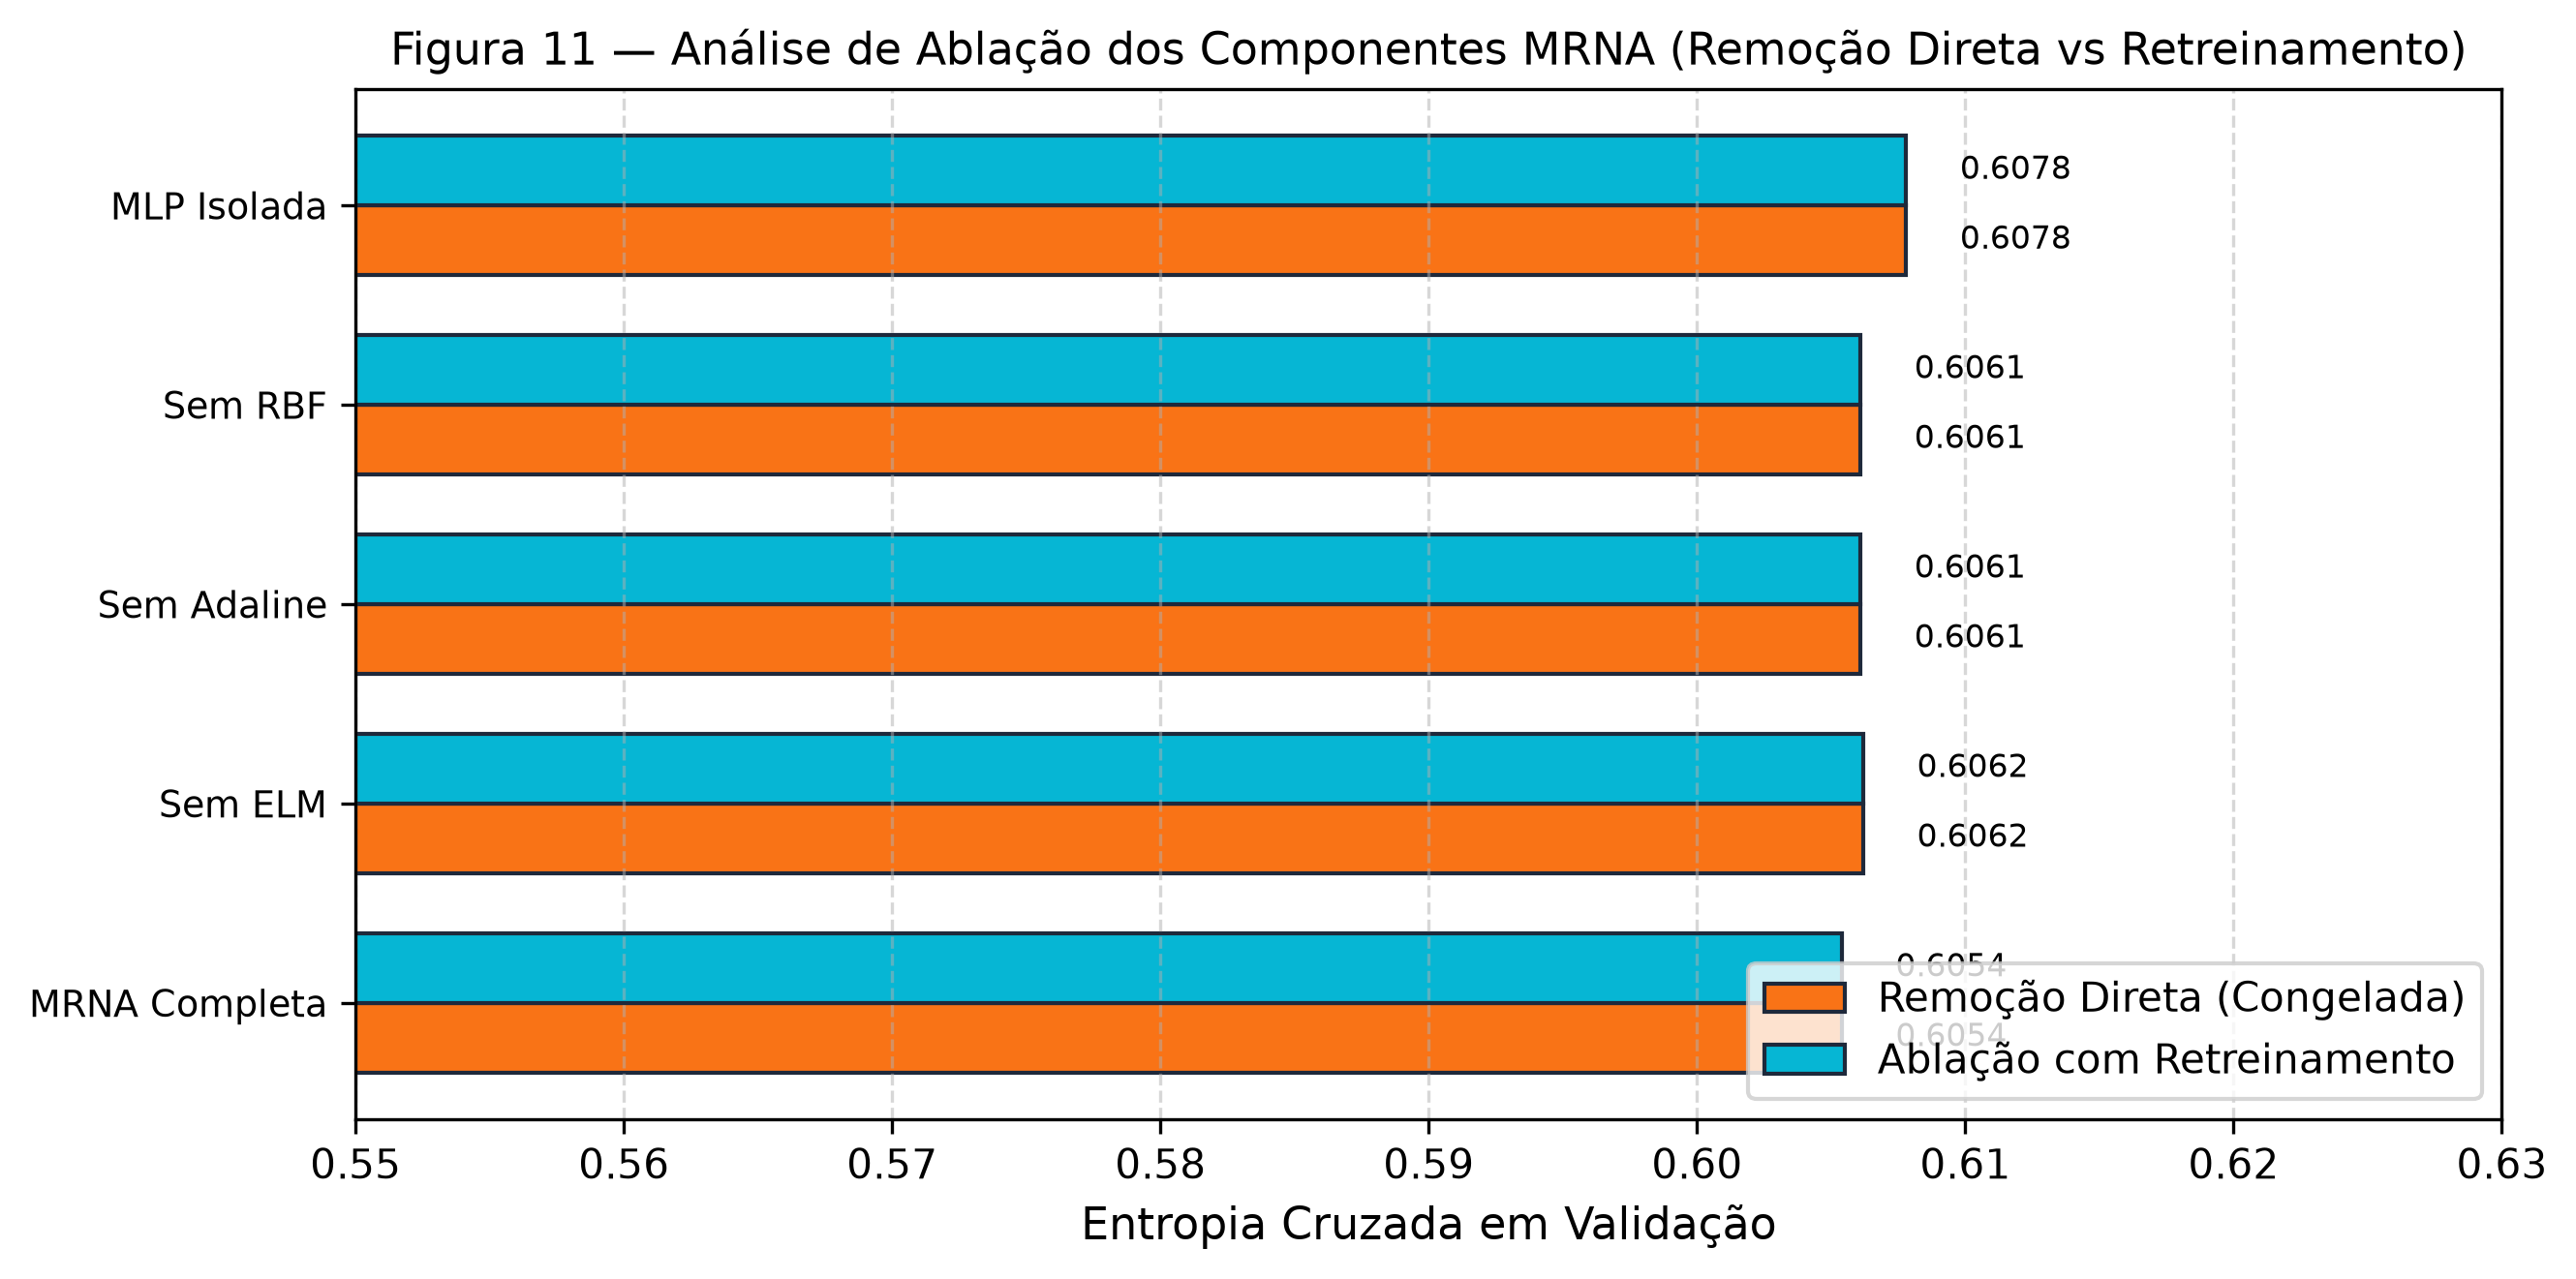 Figura 11 — Análise de Ablação dos Componentes MRNA (Remoção Direta vs Retreinamento)
MLP Isolada
0.6078
0.6078
Sem RBF
0.6061
0.6061
Sem Adaline
0.6061
0.6061
Sem ELM
0.6062
0.6062
MRNA Completa
0.6054
0.6054
Remoção Direta (Congelada)
Ablação com Retreinamento
0.55 0.56 0.57 0.58 0.59 0.60 0.61 0.62 0.63
Entropia Cruzada em Validação